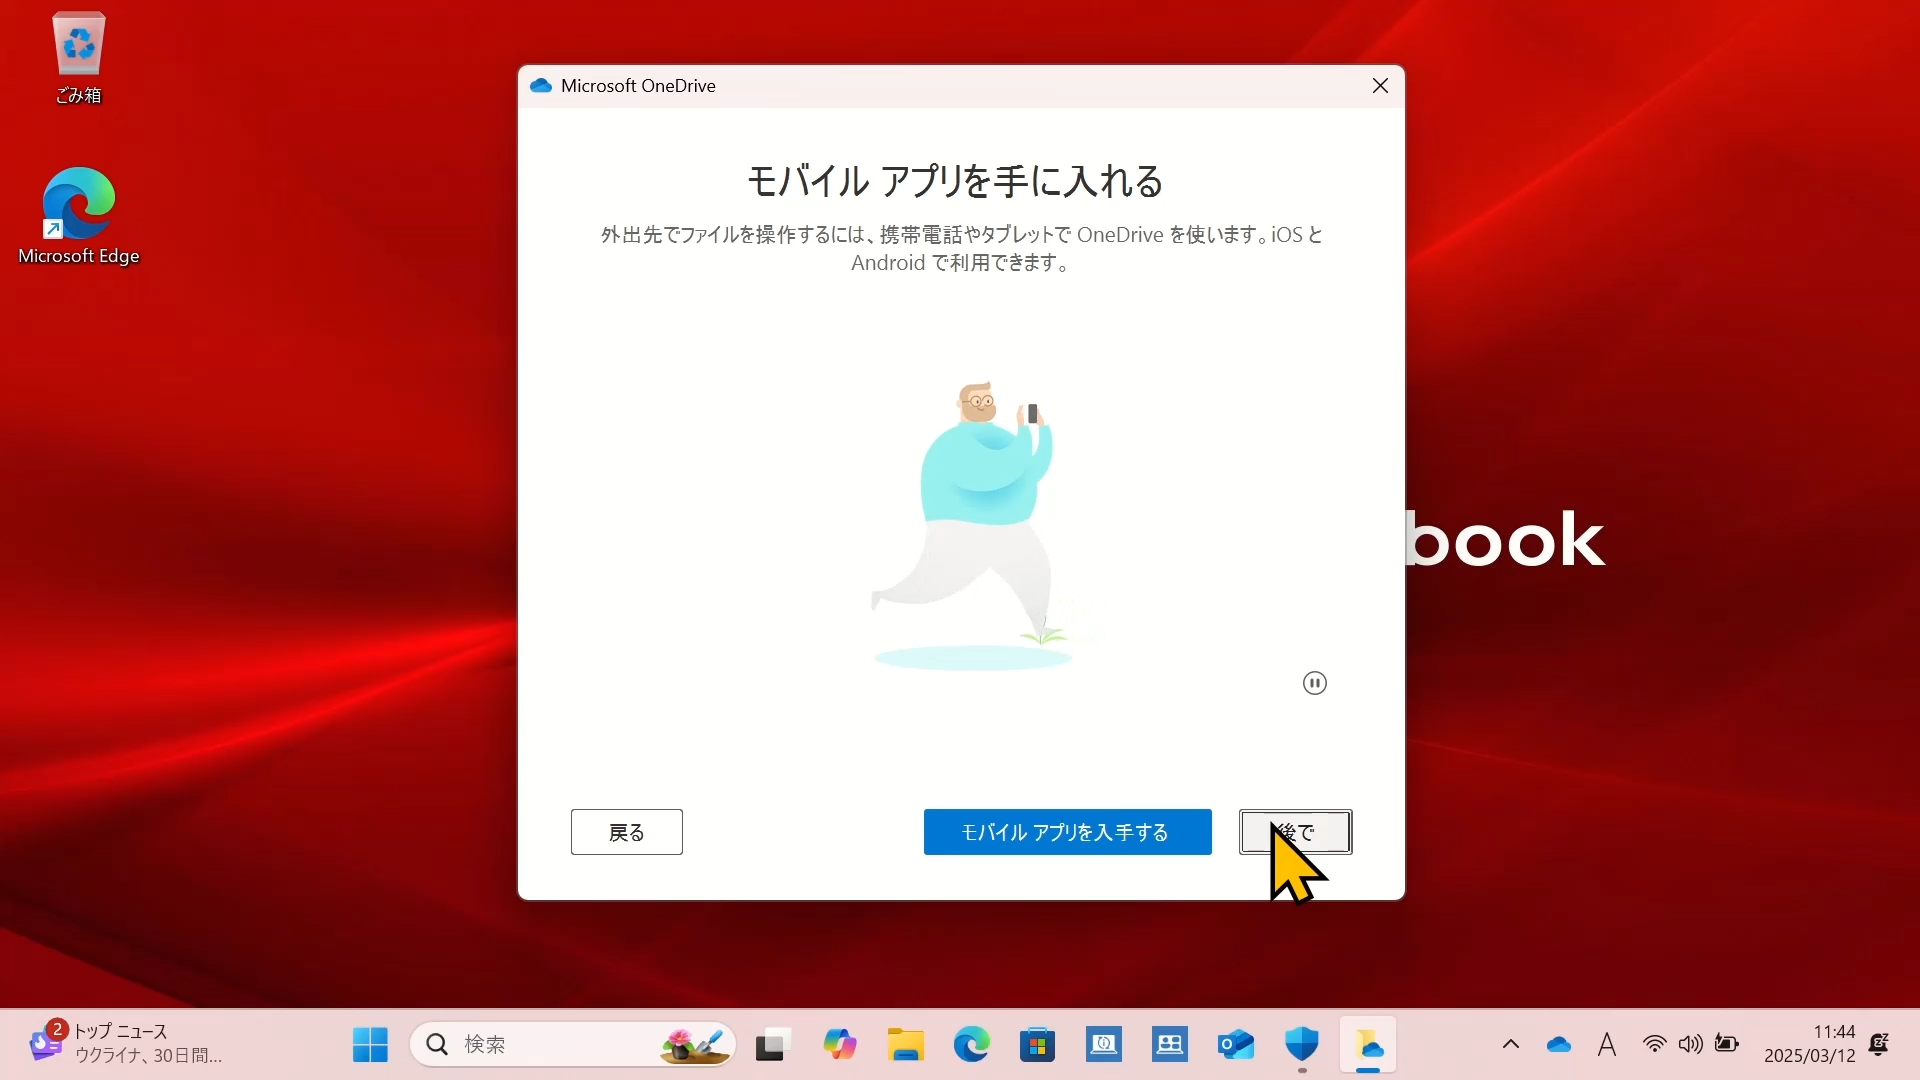 ごみ箱
Microsoft Edge
Microsoft OneDrive
モバイル アプリを手に入れる
外出先でファイルを操作するには、携帯電話やタブレットで OneDrive を使います。iOS と
Android で利用できます。
book
戻る
モバイル アプリを入手する
後で
2
トップ ニュース
ウクライナ、30日間...
検索
A
11:44
2025/03/12